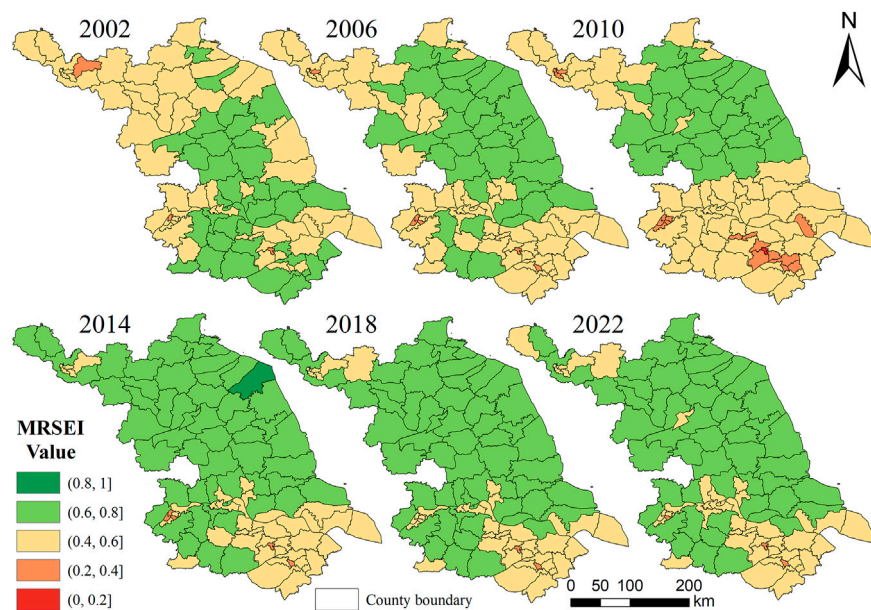 2002
2006
2010
N
2014
2018
2022
MRSEI
Value
(0.8, 1]
(0.6, 0.8]
(0.4, 0.6]
(0.2, 0.4]
(0, 0.2]
County boundary
0 50 100 200
km